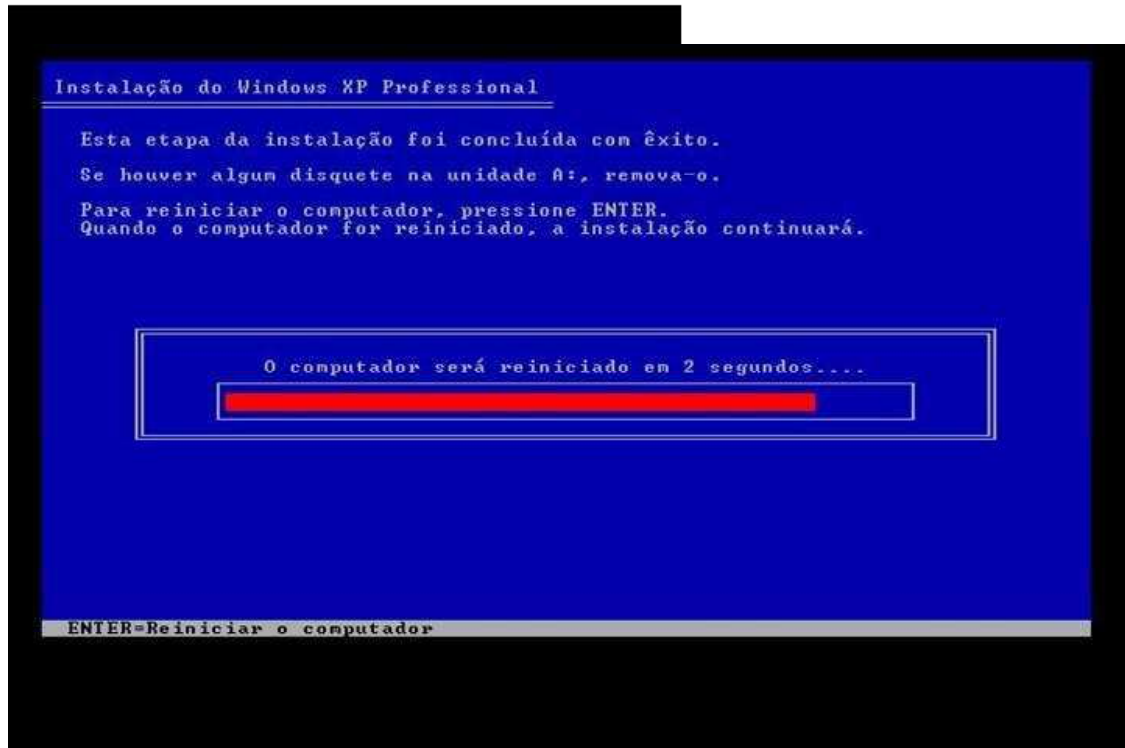 Instalação do Windows XP Professional
Esta etapa da instalação foi concluída com êxito.
Se houver algum disquete na unidade A:, remova-o.
Para reiniciar o computador, pressione ENTER.
Quando o computador for reiniciado, a instalação continuará.
O computador será reiniciado em 2 segundos....
ENTER=Reiniciar o computador